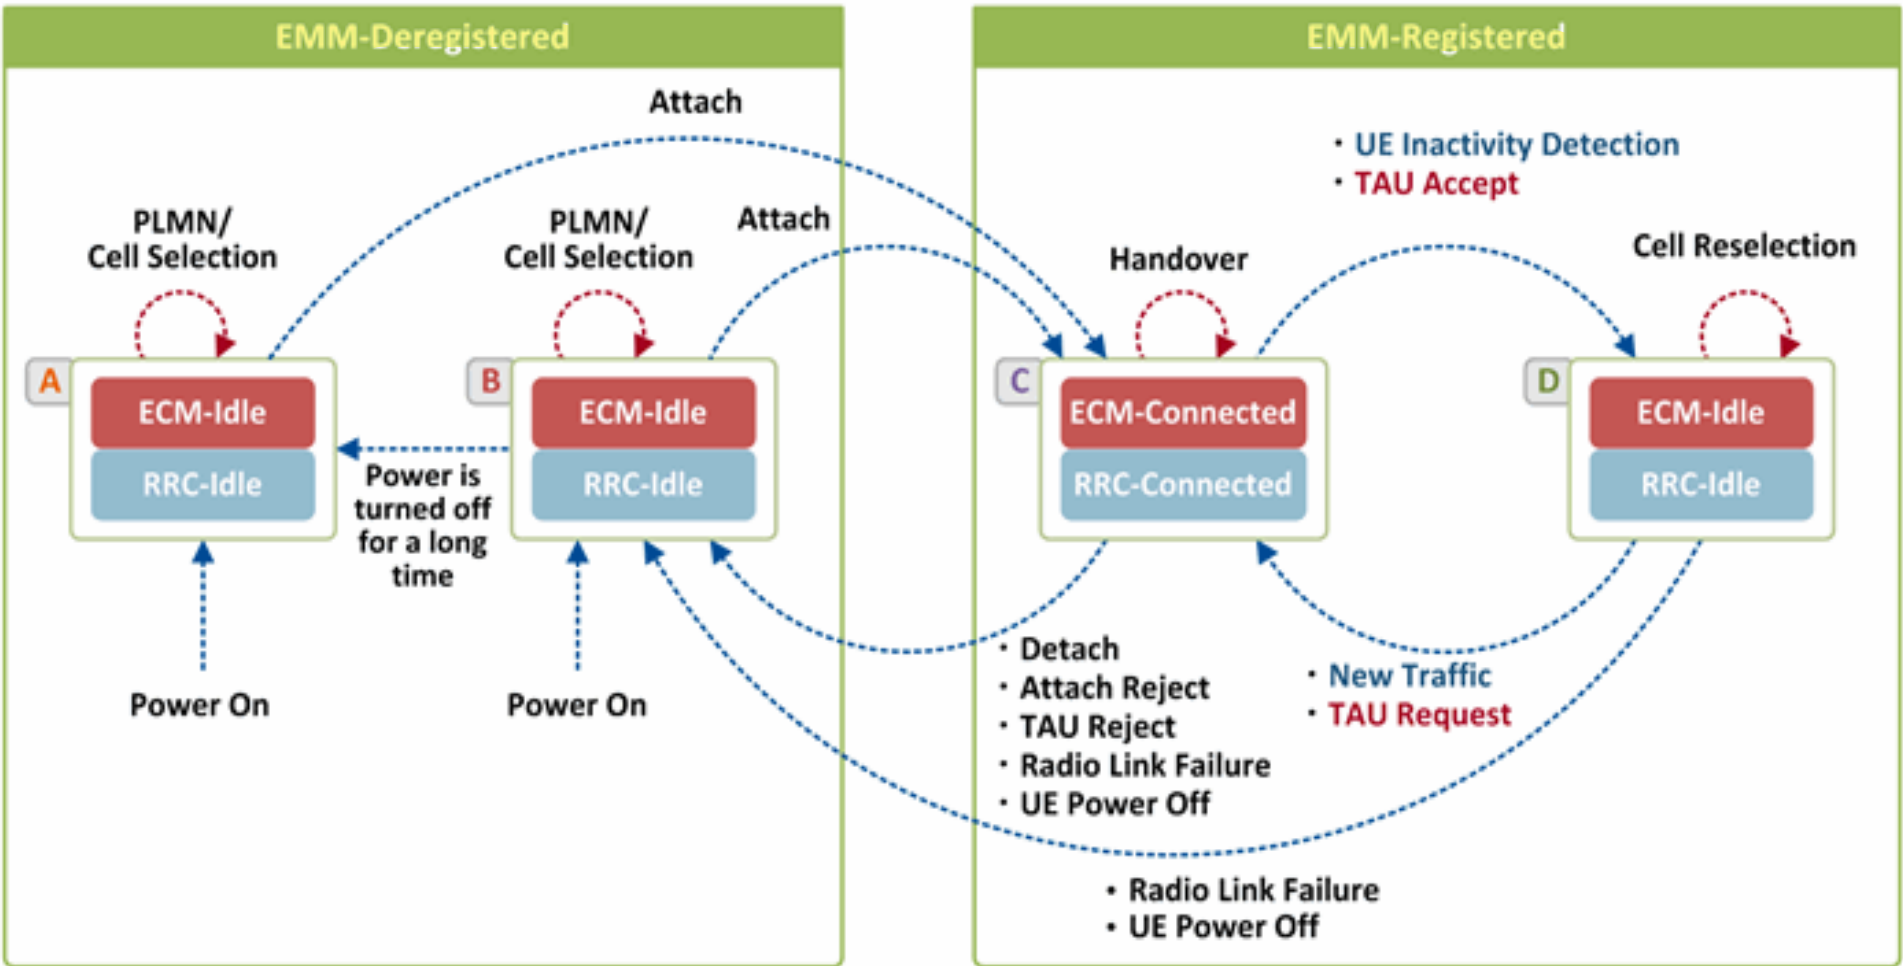 EMM-Deregistered
EMM-Registered
Attach
· UE Inactivity Detection
· TAU Accept
PLMN/
Cell Selection
PLMN/
Cell Selection
Attach
Handover
Cell Reselection
A
ECM-Idle
RRC-Idle
B
ECM-Idle
RRC-Idle
C
ECM-Connected
RRC-Connected
D
ECM-Idle
RRC-Idle
Power is
turned off
for a long
time
Power On
Power On
· Detach
· Attach Reject
· TAU Reject
· Radio Link Failure
· UE Power Off
· New Traffic
· TAU Request
· Radio Link Failure
· UE Power Off